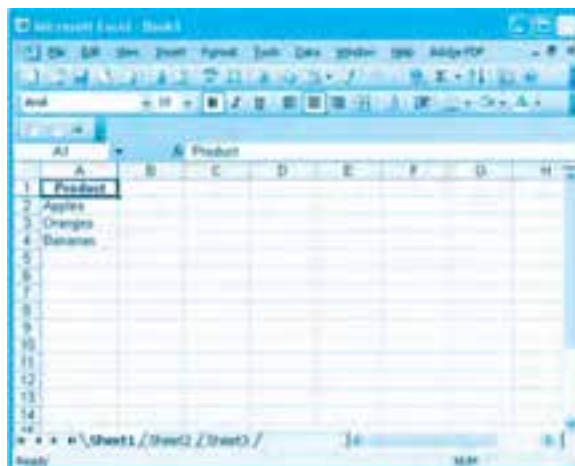 Microsoft Excel - Book1
File Edit View Insert Format Tools Data Window Help Adobe PDF
Arial 10 B I U
A1 Product
A B C D E F G H
1 Product
2 Apples
3 Oranges
4 Bananas
5
6
7
8
9
10
11
12
13
14
Sheet1 Sheet2 Sheet3
Ready NUM